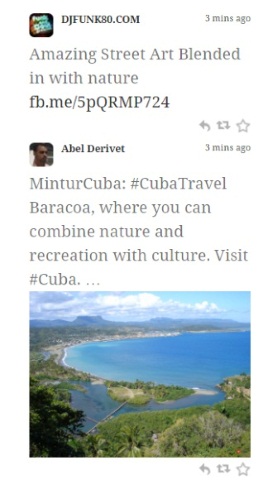 DJFUNK80.COM 3 mins ago
Amazing Street Art Blended
in with nature
fb.me/5pQRMP724
Abel Derivet 3 mins ago
MinturCuba: #CubaTravel
Baracoa, where you can
combine nature and
recreation with culture. Visit
#Cuba. …